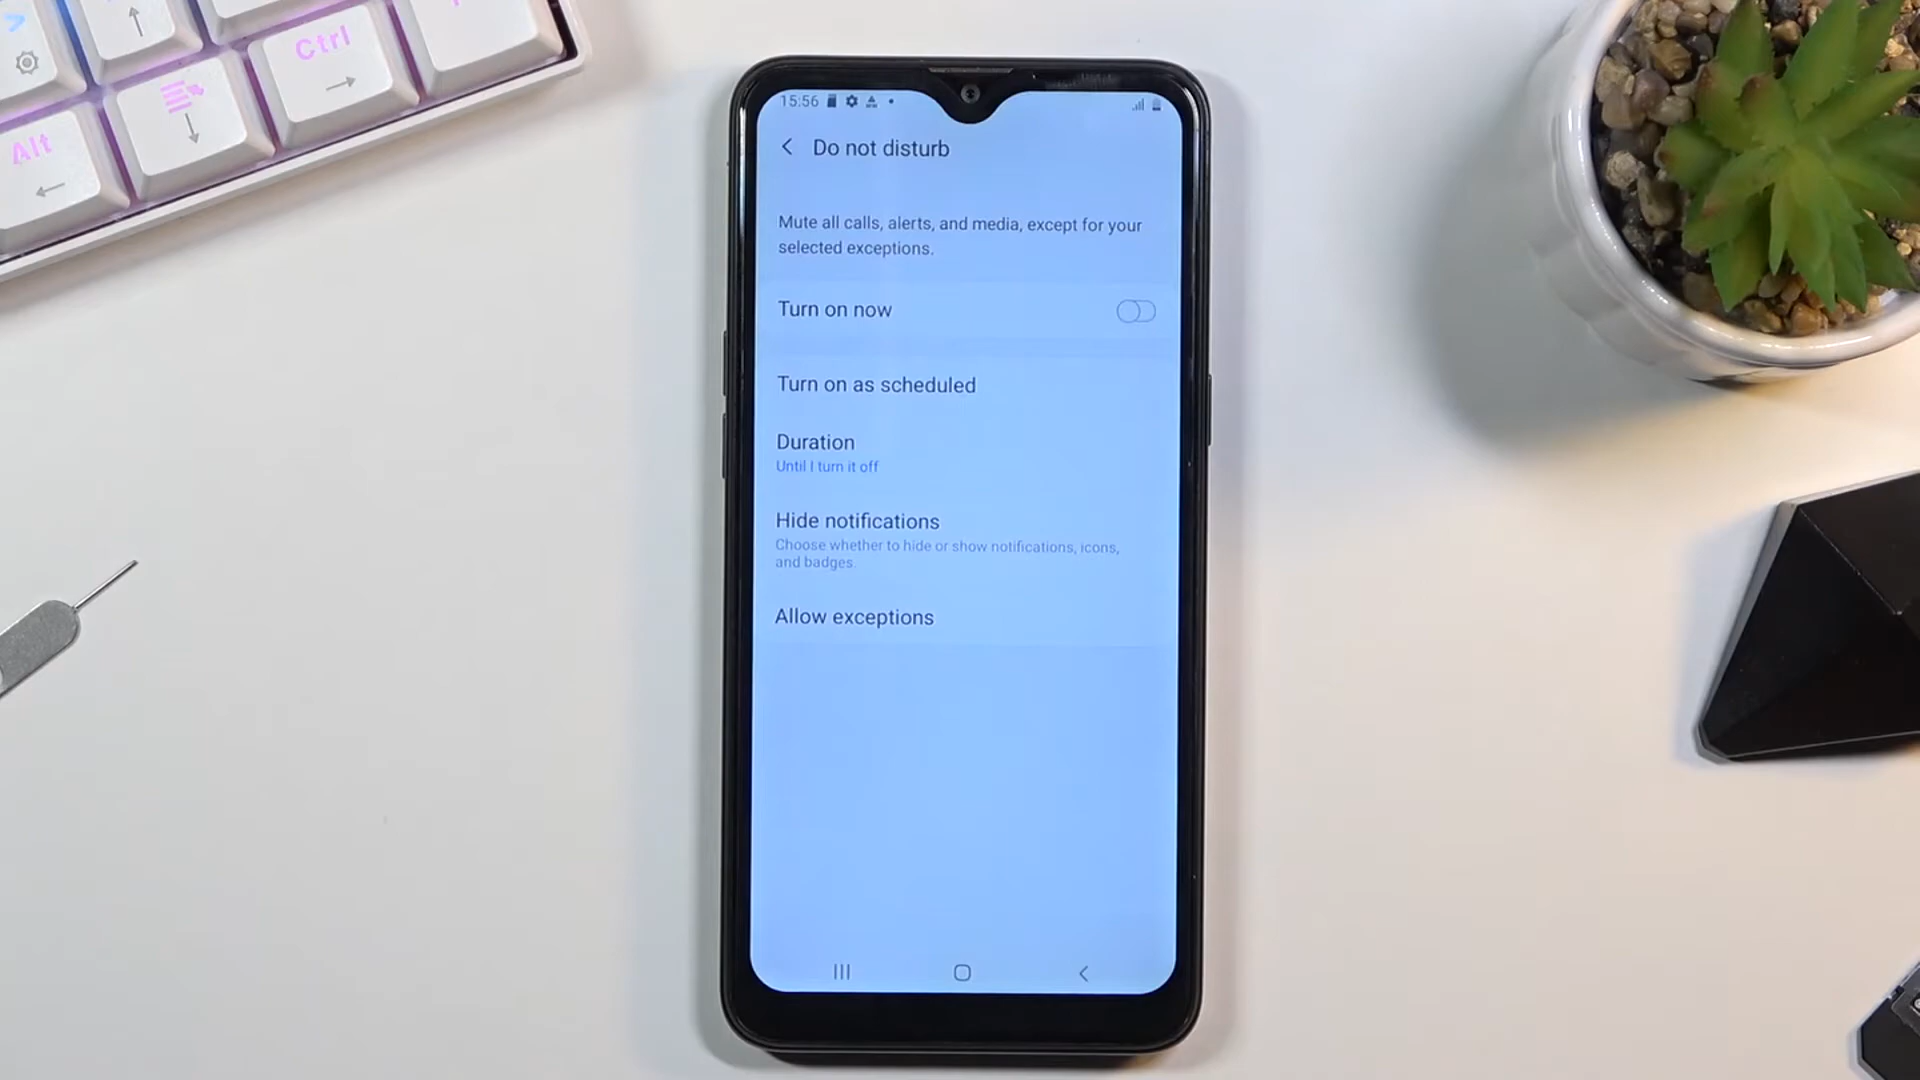 Ctrl
Alt
15:56
Do not disturb
Mute all calls, alerts, and media, except for your
selected exceptions.
Turn on now
Turn on as scheduled
Duration
Until I turn it off
Hide notifications
Choose whether to hide or show notifications, icons,
and badges.
Allow exceptions